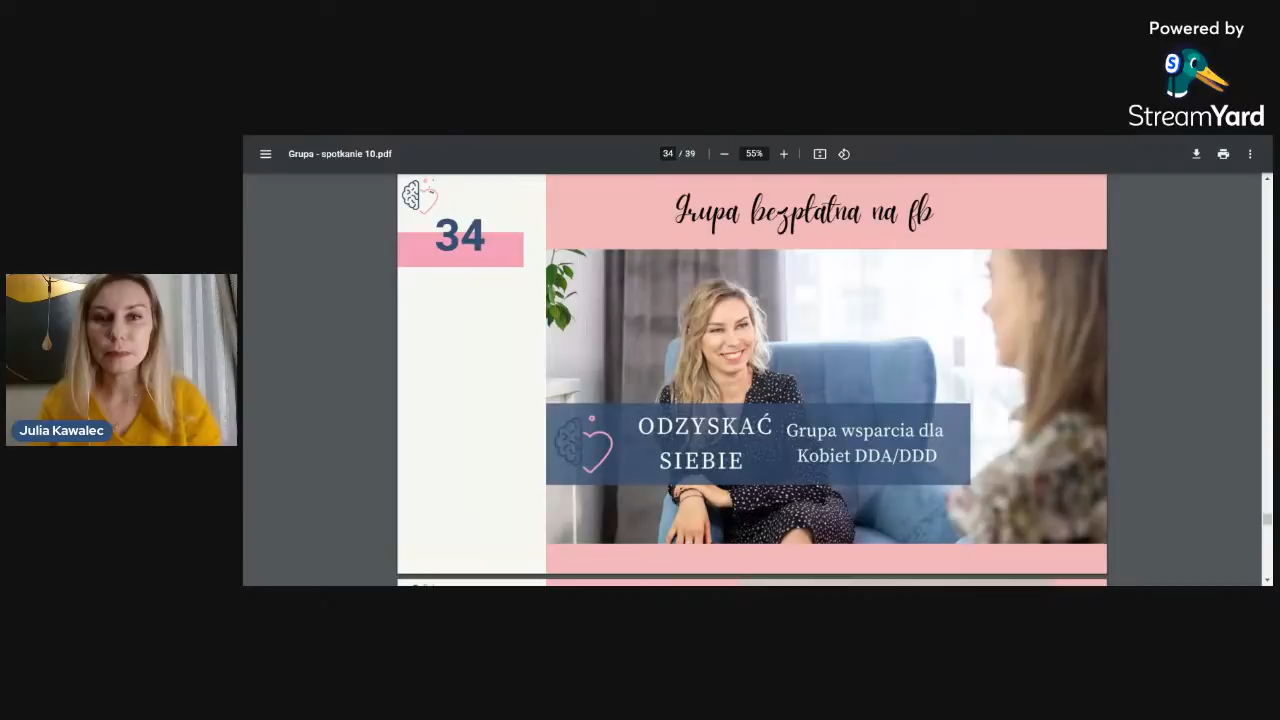 Powered by
S
StreamYard
Grupa - spotkanie 10.pdf
34 / 39
55%
34
Grupa bezpłatna na fb
ODZYSKAĆ
SIEBIE
Grupa wsparcia dla
Kobiet DDA/DDD
Julia Kawalec